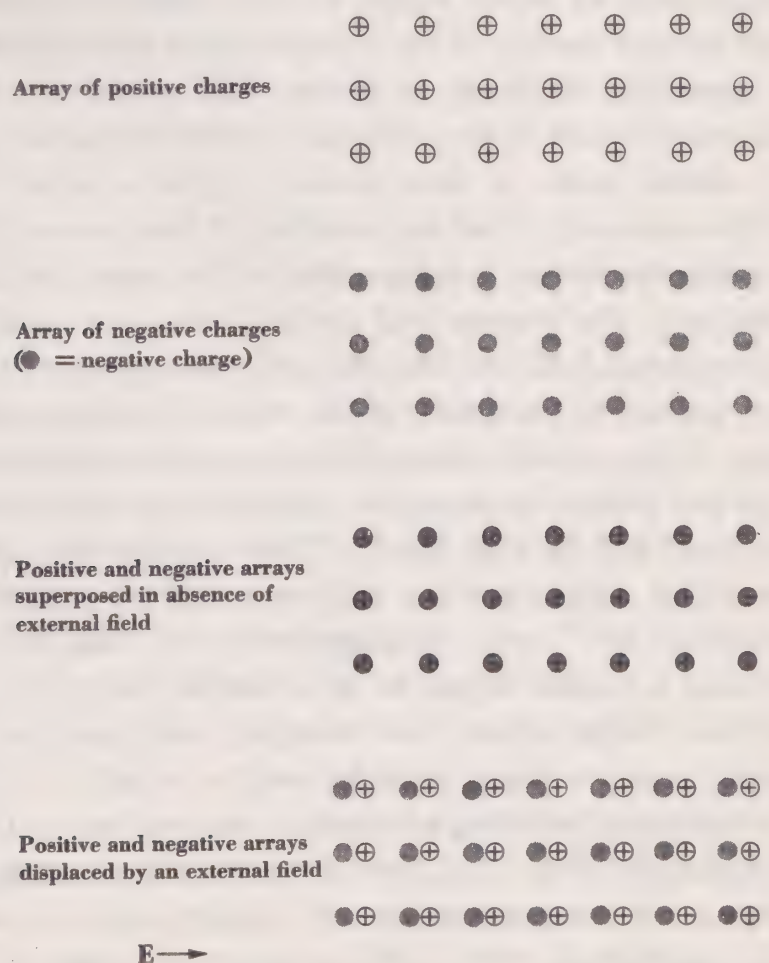 Array of positive charges
Array of negative charges
(● = negative charge)
Positive and negative arrays
superposed in absence of
external field
Positive and negative arrays
displaced by an external field
E→